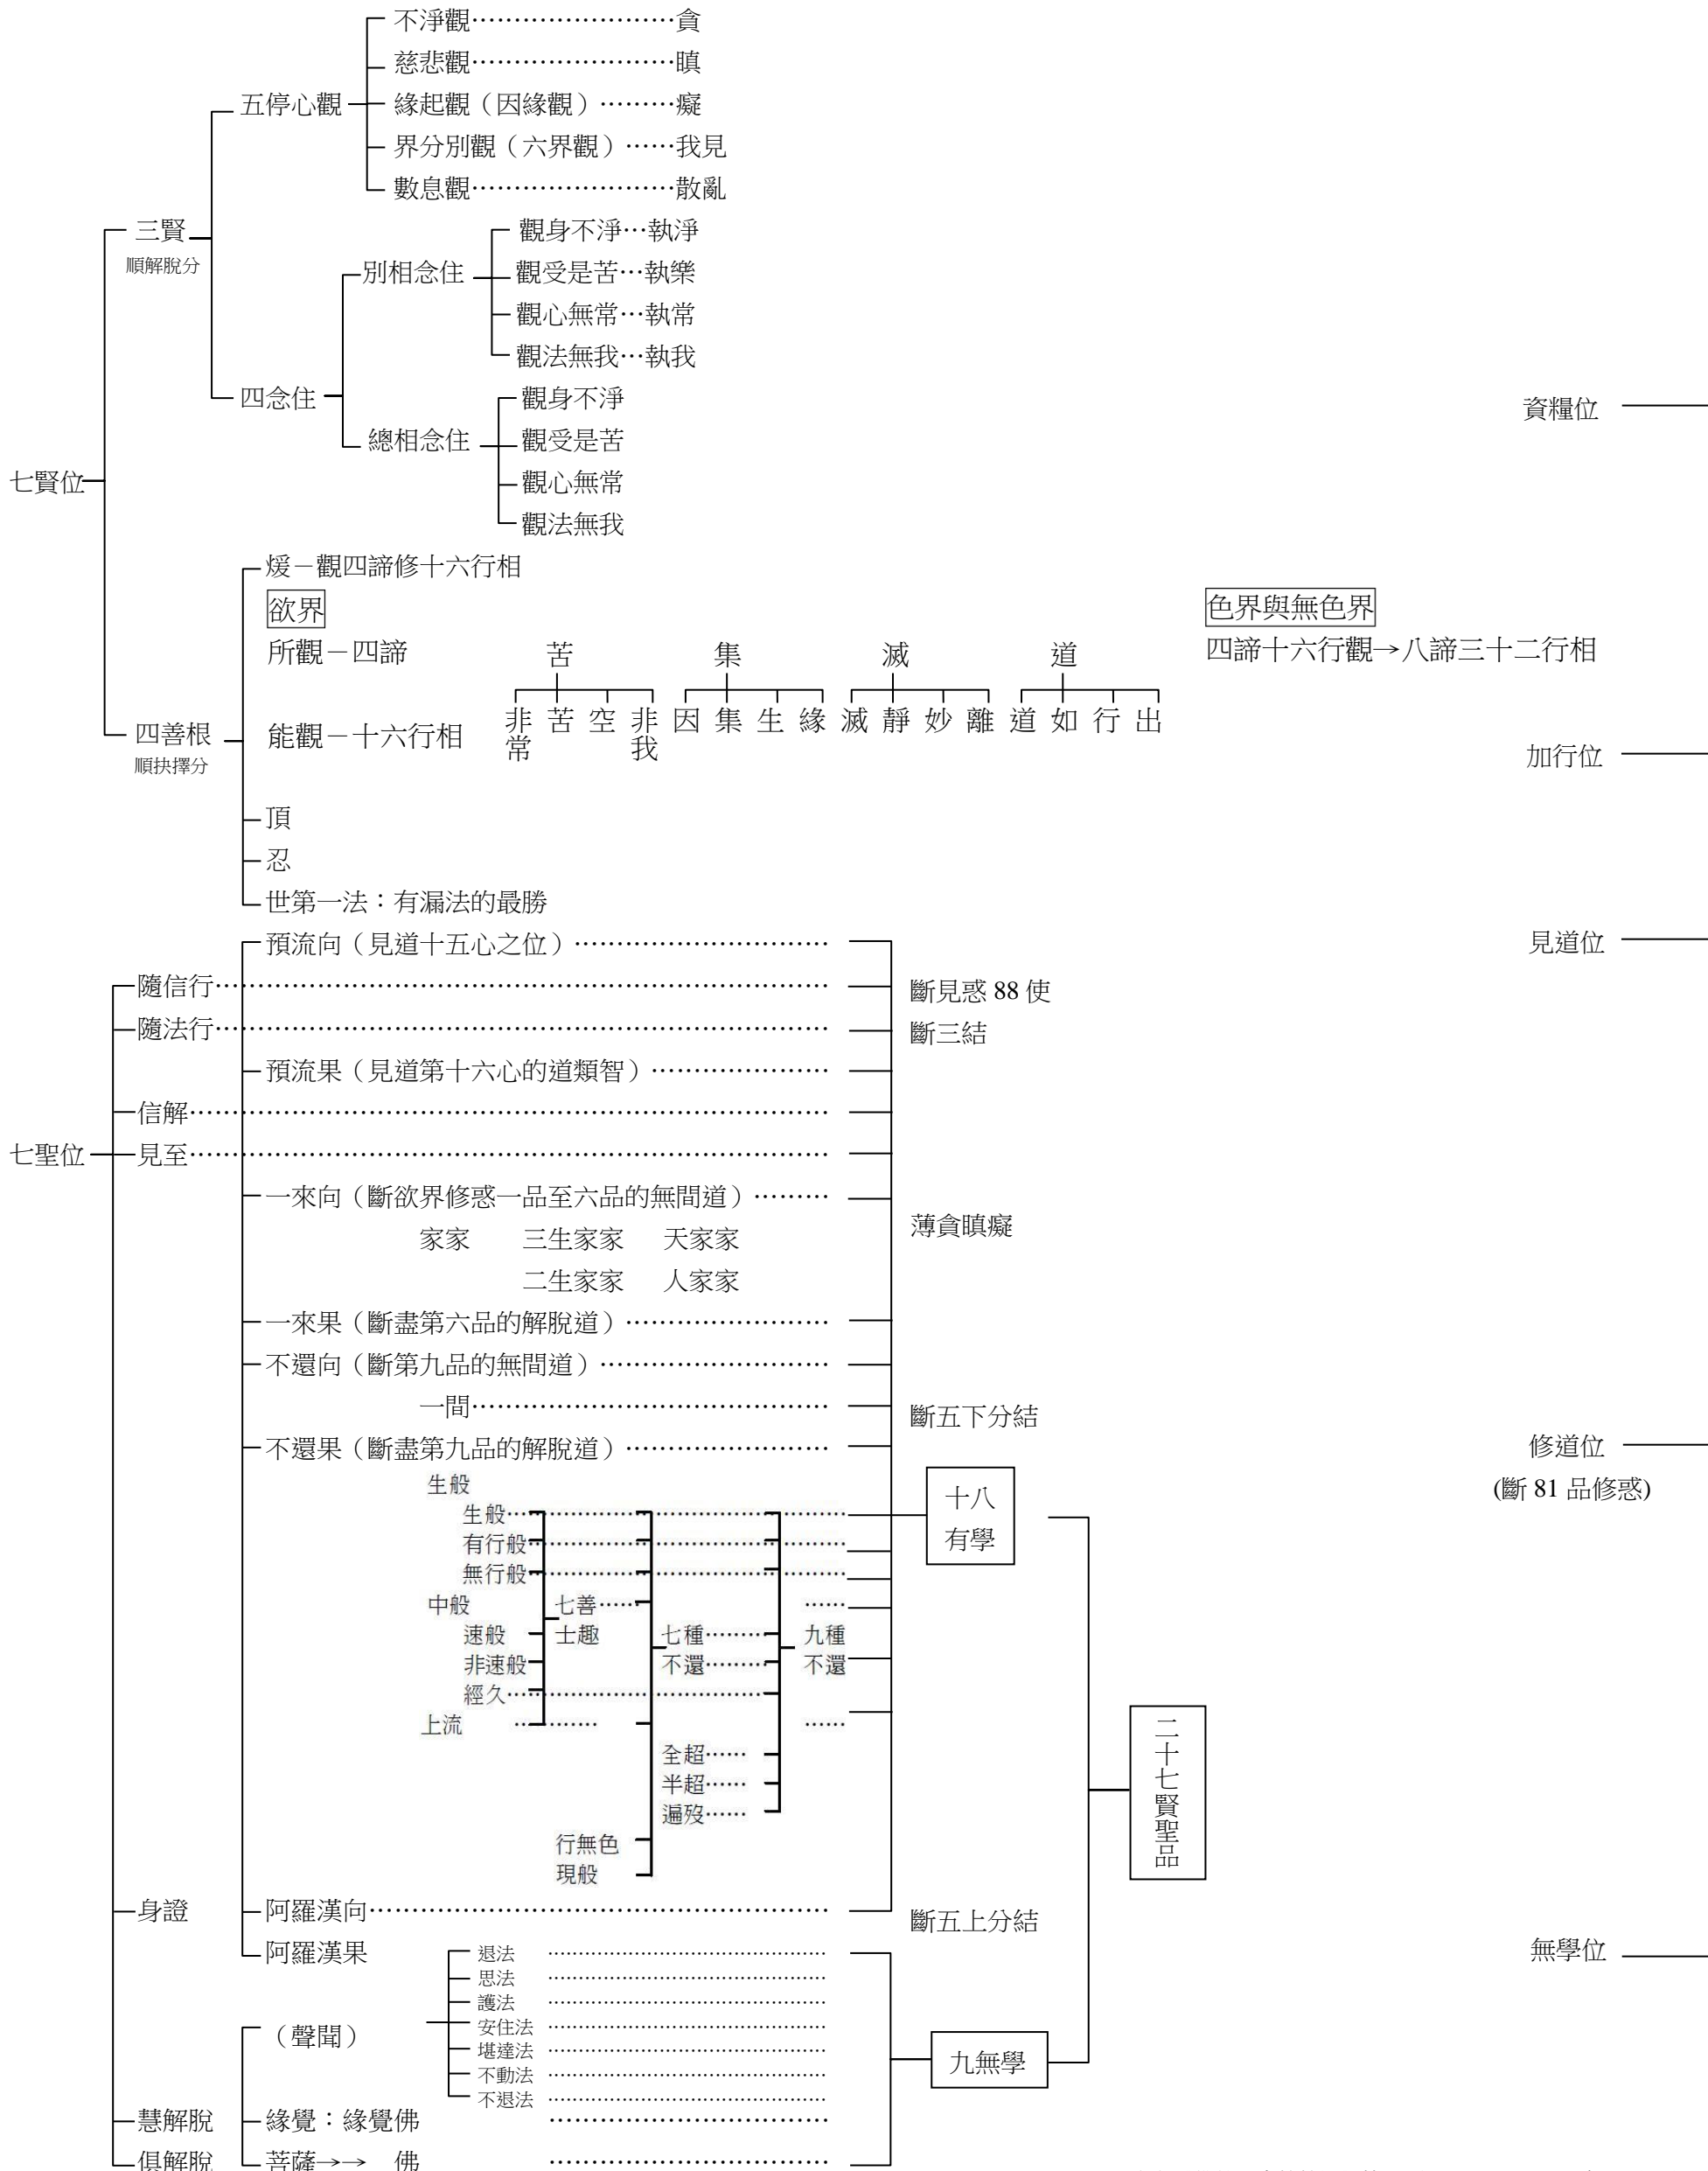 不淨觀……………………貪
慈悲觀……………………瞋
五停心觀 緣起觀（因緣觀）………癡
界分別觀（六界觀）……我見
數息觀……………………散亂
三賢
順解脫分
觀身不淨…執淨
別相念住 觀受是苦…執樂
觀心無常…執常
觀法無我…執我
四念住
觀身不淨
總相念住 觀受是苦
觀心無常
觀法無我
資糧位
七賢位
煖－觀四諦修十六行相
欲界
色界與無色界
所觀－四諦 苦 集 滅 道
四諦十六行觀→八諦三十二行相
四善根
順抉擇分
能觀－十六行相 非常 苦 空 非我 因 集 生 緣 滅 靜 妙 離 道 如 行 出
加行位
頂
忍
世第一法：有漏法的最勝
預流向（見道十五心之位）…………………………
見道位
隨信行……………………………………………………………
斷見惑 88 使
隨法行……………………………………………………………
斷三結
預流果（見道第十六心的道類智）…………………
信解………………………………………………………………
七聖位 見至………………………………………………………………
一來向（斷欲界修惑一品至六品的無間道）………
薄貪瞋癡
家家 三生家家 天家家
二生家家 人家家
一來果（斷盡第六品的解脫道）……………………
不還向（斷第九品的無間道）………………………
一間…………………………………
斷五下分結
不還果（斷盡第九品的解脫道）……………………
修道位
(斷 81 品修惑)
生般
生般……………………………………
有行般……………………………………
無行般……………………………………
十八
有學
中般 七善…… ……
速般 士趣 七種……… 九種
非速般 不還……… 不還
經久………………………
上流 ………… ……
全超……
半超……
遍歿……
行無色
現般
二十七賢聖品
身證 阿羅漢向…………………………………………
斷五上分結
阿羅漢果
無學位
退法 …………………………………
思法 …………………………………
護法 …………………………………
（聲聞） 安住法 …………………………………
堪達法 …………………………………
不動法 …………………………………
不退法 …………………………………
九無學
慧解脫 緣覺：緣覺佛 …………………………
俱解脫 菩薩→→ 佛 …………………………